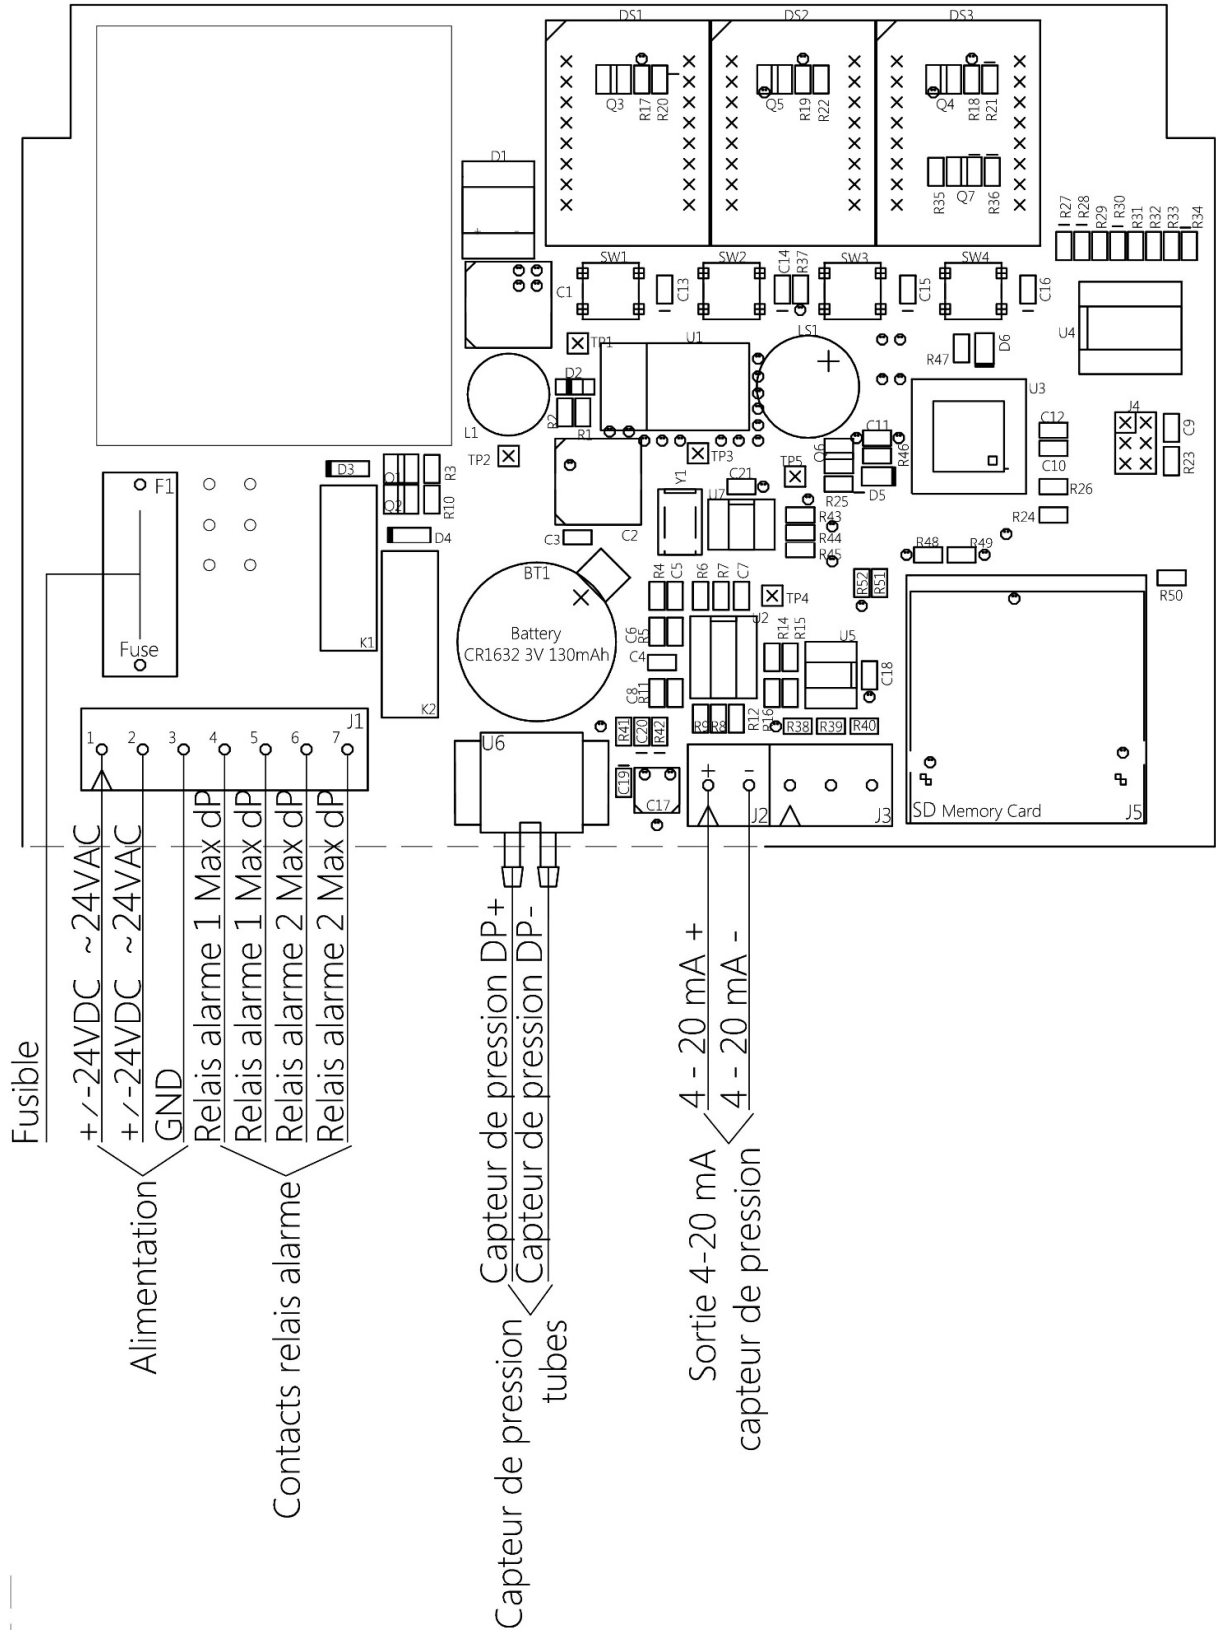 DS1
DS2
DS3
Q3
R17
R20
Q5
R19
R22
Q4
R18
R21
R35
Q7
R36
D1
R27
R28
R29
R30
R31
R32
R33
R34
SW1
SW2
SW3
SW4
C1
C13
C14
R37
C15
C16
TP1
U1
LS1
U4
R47
D6
D2
U3
L1
R2
R1
TP2
TP3
TP5
Q6
C11
R46
C12
J4
C9
C10
R23
D3
Q1
Q2
R3
R10
D4
F1
Fuse
C3
C2
Y1
C21
U7
R25
D5
R26
R24
R43
R44
R45
R48
R49
R50
R52
R51
BT1
Battery
CR1632 3V 130mAh
R4
C5
R6
R7
C7
TP4
U2
C6
R5
C4
C8
R11
R14
R15
U5
C18
R16
K1
K2
R9
R8
R12
R38
R39
R40
R41
C20
R42
J1
1
2
3
4
5
6
7
U6
C19
C17
+
-
J2
J3
SD Memory Card
J5
Fusible
+/-24VDC ~24VAC
+/-24VDC ~24VAC
GND
Relais alarme 1 Max dP
Relais alarme 1 Max dP
Relais alarme 2 Max dP
Relais alarme 2 Max dP
Alimentation
Contacts relais alarme
Capteur de pression DP+
Capteur de pression DP-
Capteur de pression
tubes
4 - 20 mA +
4 - 20 mA -
Sortie 4-20 mA
capteur de pression